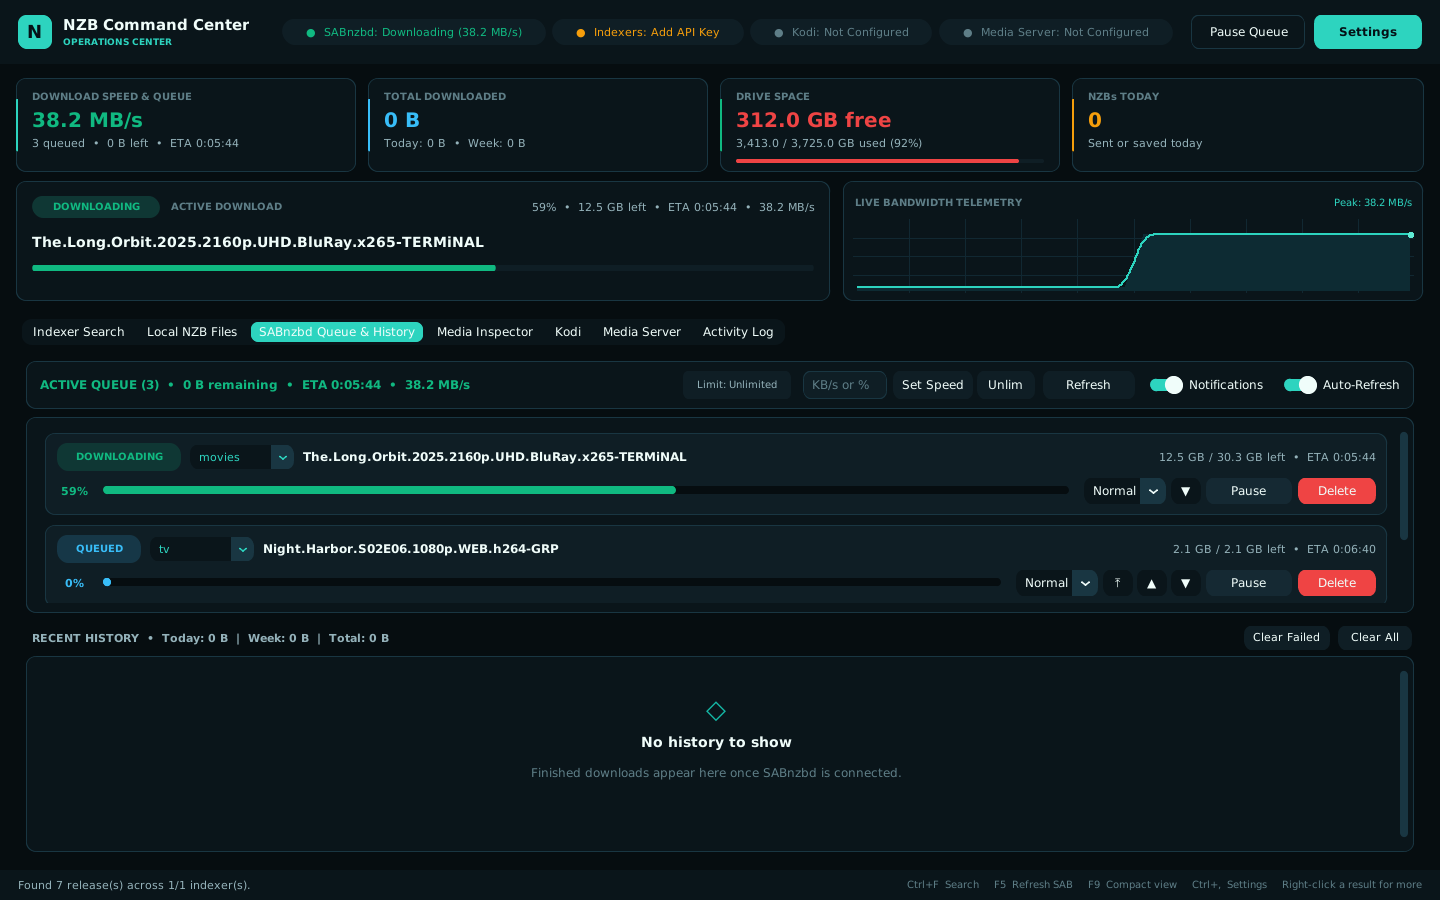 N
NZB Command Center
OPERATIONS CENTER
● SABnzbd: Downloading (38.2 MB/s)
● Indexers: Add API Key
● Kodi: Not Configured
● Media Server: Not Configured
Pause Queue
Settings
DOWNLOAD SPEED & QUEUE
38.2 MB/s
3 queued • 0 B left • ETA 0:05:44
TOTAL DOWNLOADED
0 B
Today: 0 B • Week: 0 B
DRIVE SPACE
312.0 GB free
3,413.0 / 3,725.0 GB used (92%)
NZBs TODAY
0
Sent or saved today
DOWNLOADING
ACTIVE DOWNLOAD
59% • 12.5 GB left • ETA 0:05:44 • 38.2 MB/s
The.Long.Orbit.2025.2160p.UHD.BluRay.x265-TERMiNAL
LIVE BANDWIDTH TELEMETRY
Peak: 38.2 MB/s
Indexer Search
Local NZB Files
SABnzbd Queue & History
Media Inspector
Kodi
Media Server
Activity Log
ACTIVE QUEUE (3) • 0 B remaining • ETA 0:05:44 • 38.2 MB/s
Limit: Unlimited
KB/s or %
Set Speed
Unlim
Refresh
Notifications
Auto-Refresh
DOWNLOADING
movies
The.Long.Orbit.2025.2160p.UHD.BluRay.x265-TERMiNAL
12.5 GB / 30.3 GB left • ETA 0:05:44
59%
Normal
▼
Pause
Delete
QUEUED
tv
Night.Harbor.S02E06.1080p.WEB.h264-GRP
2.1 GB / 2.1 GB left • ETA 0:06:40
0%
Normal
⤒
▲
▼
Pause
Delete
RECENT HISTORY • Today: 0 B | Week: 0 B | Total: 0 B
Clear Failed
Clear All
No history to show
Finished downloads appear here once SABnzbd is connected.
Found 7 release(s) across 1/1 indexer(s).
Ctrl+F Search
F5 Refresh SAB
F9 Compact view
Ctrl+, Settings
Right-click a result for more